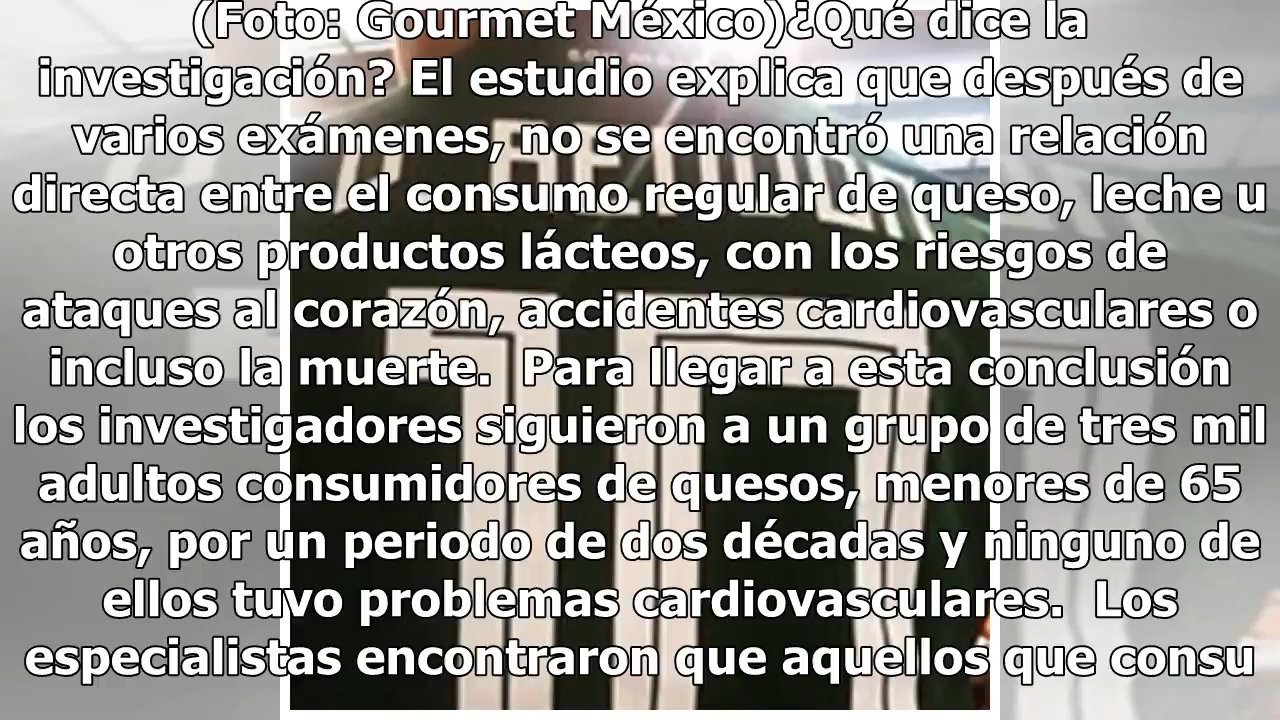 (Foto: Gourmet México)¿Qué dice la
investigación? El estudio explica que después de
varios exámenes, no se encontró una relación
directa entre el consumo regular de queso, leche u
otros productos lácteos, con los riesgos de
ataques al corazón, accidentes cardiovasculares o
incluso la muerte.  Para llegar a esta conclusión
los investigadores siguieron a un grupo de tres mil
adultos consumidores de quesos, menores de 65
años, por un periodo de dos décadas y ninguno de
ellos tuvo problemas cardiovasculares.  Los
especialistas encontraron que aquellos que consu
10